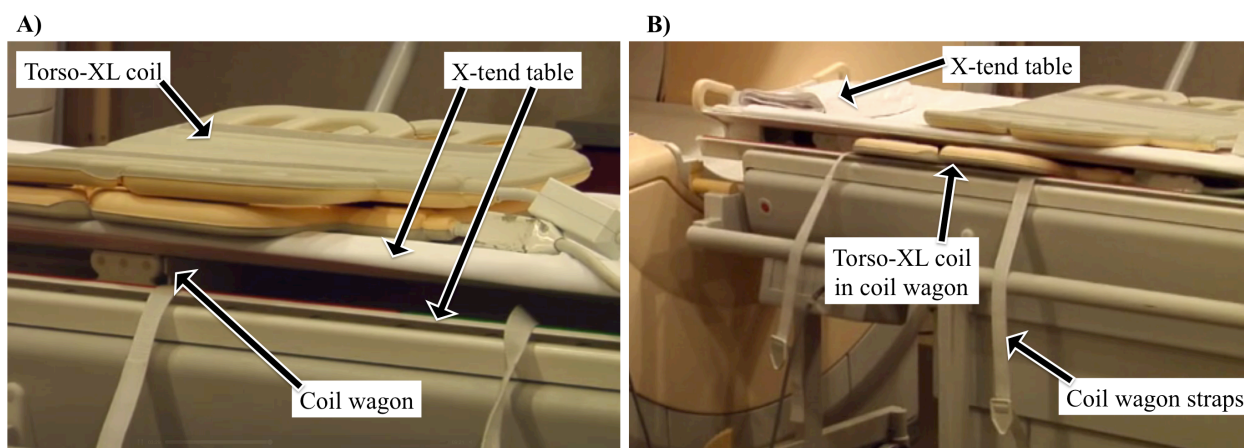 A)
Torso-XL coil
X-tend table
Coil wagon
B)
X-tend table
Torso-XL coil
in coil wagon
Coil wagon straps